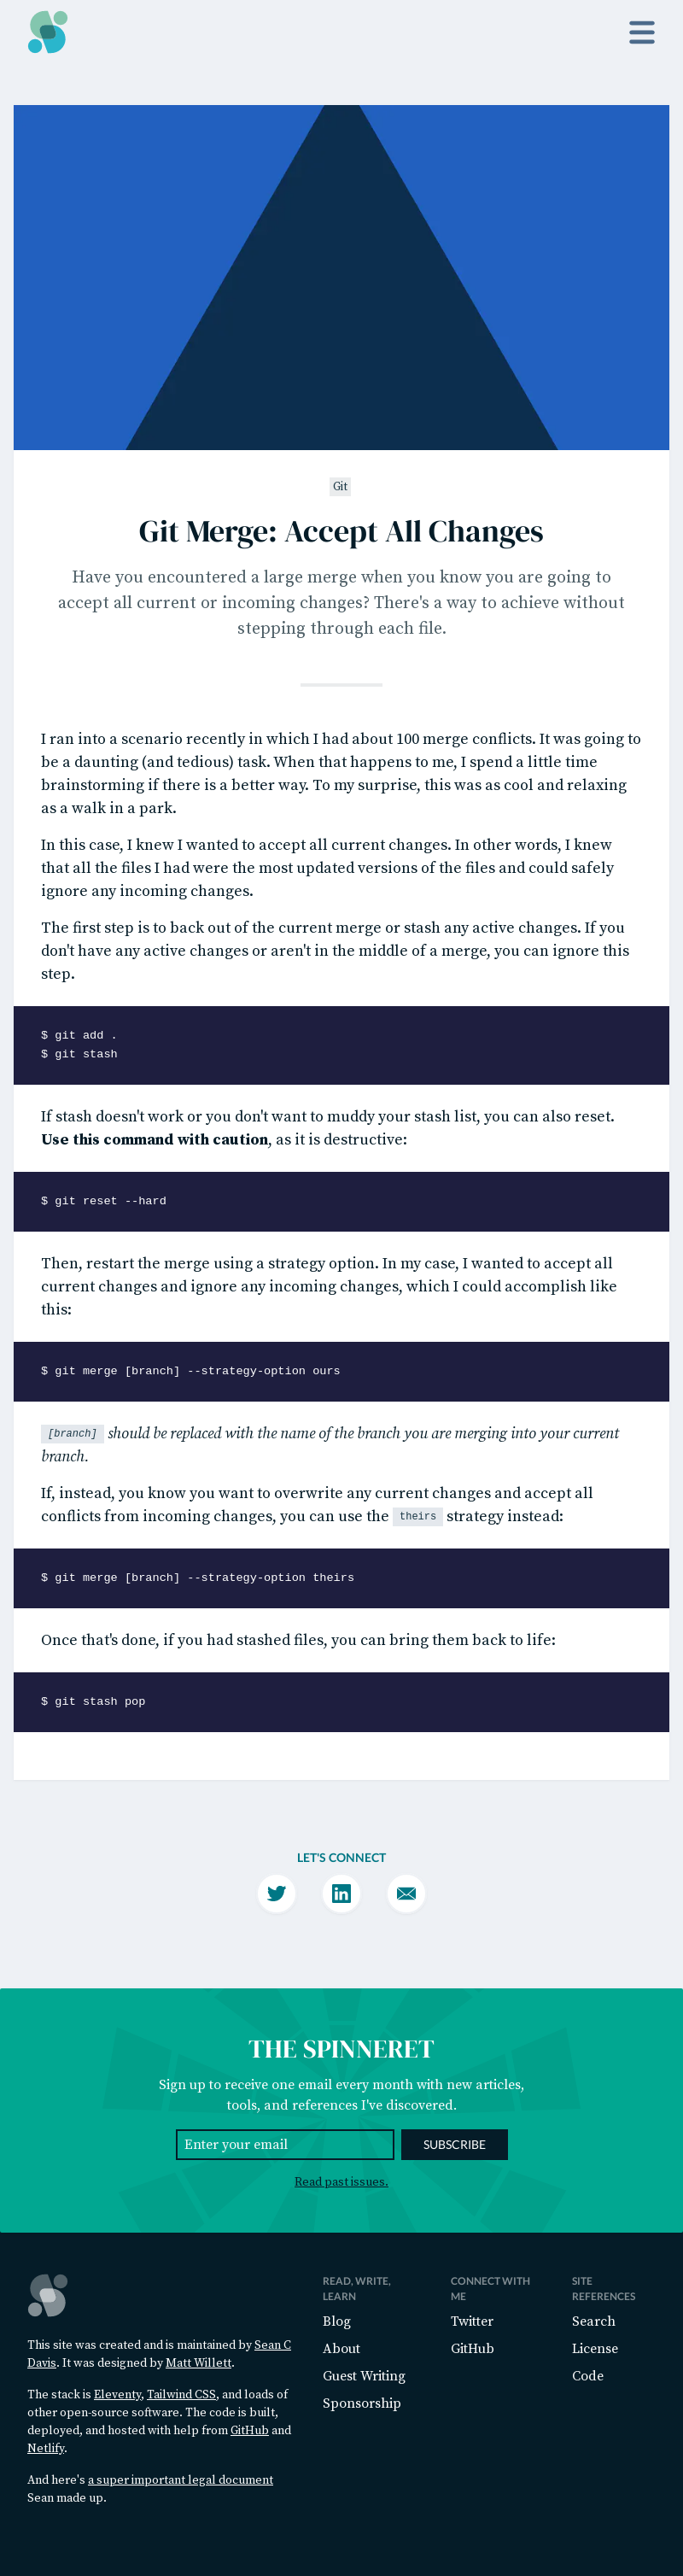 Git
Git Merge: Accept All Changes
Have you encountered a large merge when you know you are going to
accept all current or incoming changes? There's a way to achieve without
stepping through each file.
I ran into a scenario recently in which I had about 100 merge conflicts. It was going to
be a daunting (and tedious) task. When that happens to me, I spend a little time
brainstorming if there is a better way. To my surprise, this was as cool and relaxing
as a walk in a park.
In this case, I knew I wanted to accept all current changes. In other words, I knew
that all the files I had were the most updated versions of the files and could safely
ignore any incoming changes.
The first step is to back out of the current merge or stash any active changes. If you
don't have any active changes or aren't in the middle of a merge, you can ignore this
step.
$ git add .
$ git stash
If stash doesn't work or you don't want to muddy your stash list, you can also reset.
Use this command with caution, as it is destructive:
$ git reset --hard
Then, restart the merge using a strategy option. In my case, I wanted to accept all
current changes and ignore any incoming changes, which I could accomplish like
this:
$ git merge [branch] --strategy-option ours
[branch] should be replaced with the name of the branch you are merging into your current
branch.
If, instead, you know you want to overwrite any current changes and accept all
conflicts from incoming changes, you can use the theirs strategy instead:
$ git merge [branch] --strategy-option theirs
Once that's done, if you had stashed files, you can bring them back to life:
$ git stash pop
LET'S CONNECT
THE SPINNERET
Sign up to receive one email every month with new articles,
tools, and references I've discovered.
Enter your email
SUBSCRIBE
Read past issues.
This site was created and is maintained by Sean C
Davis. It was designed by Matt Willett.
The stack is Eleventy, Tailwind CSS, and loads of
other open-source software. The code is built,
deployed, and hosted with help from GitHub and
Netlify.
And here's a super important legal document
Sean made up.
READ, WRITE,
LEARN
Blog
About
Guest Writing
Sponsorship
CONNECT WITH
ME
Twitter
GitHub
SITE
REFERENCES
Search
License
Code